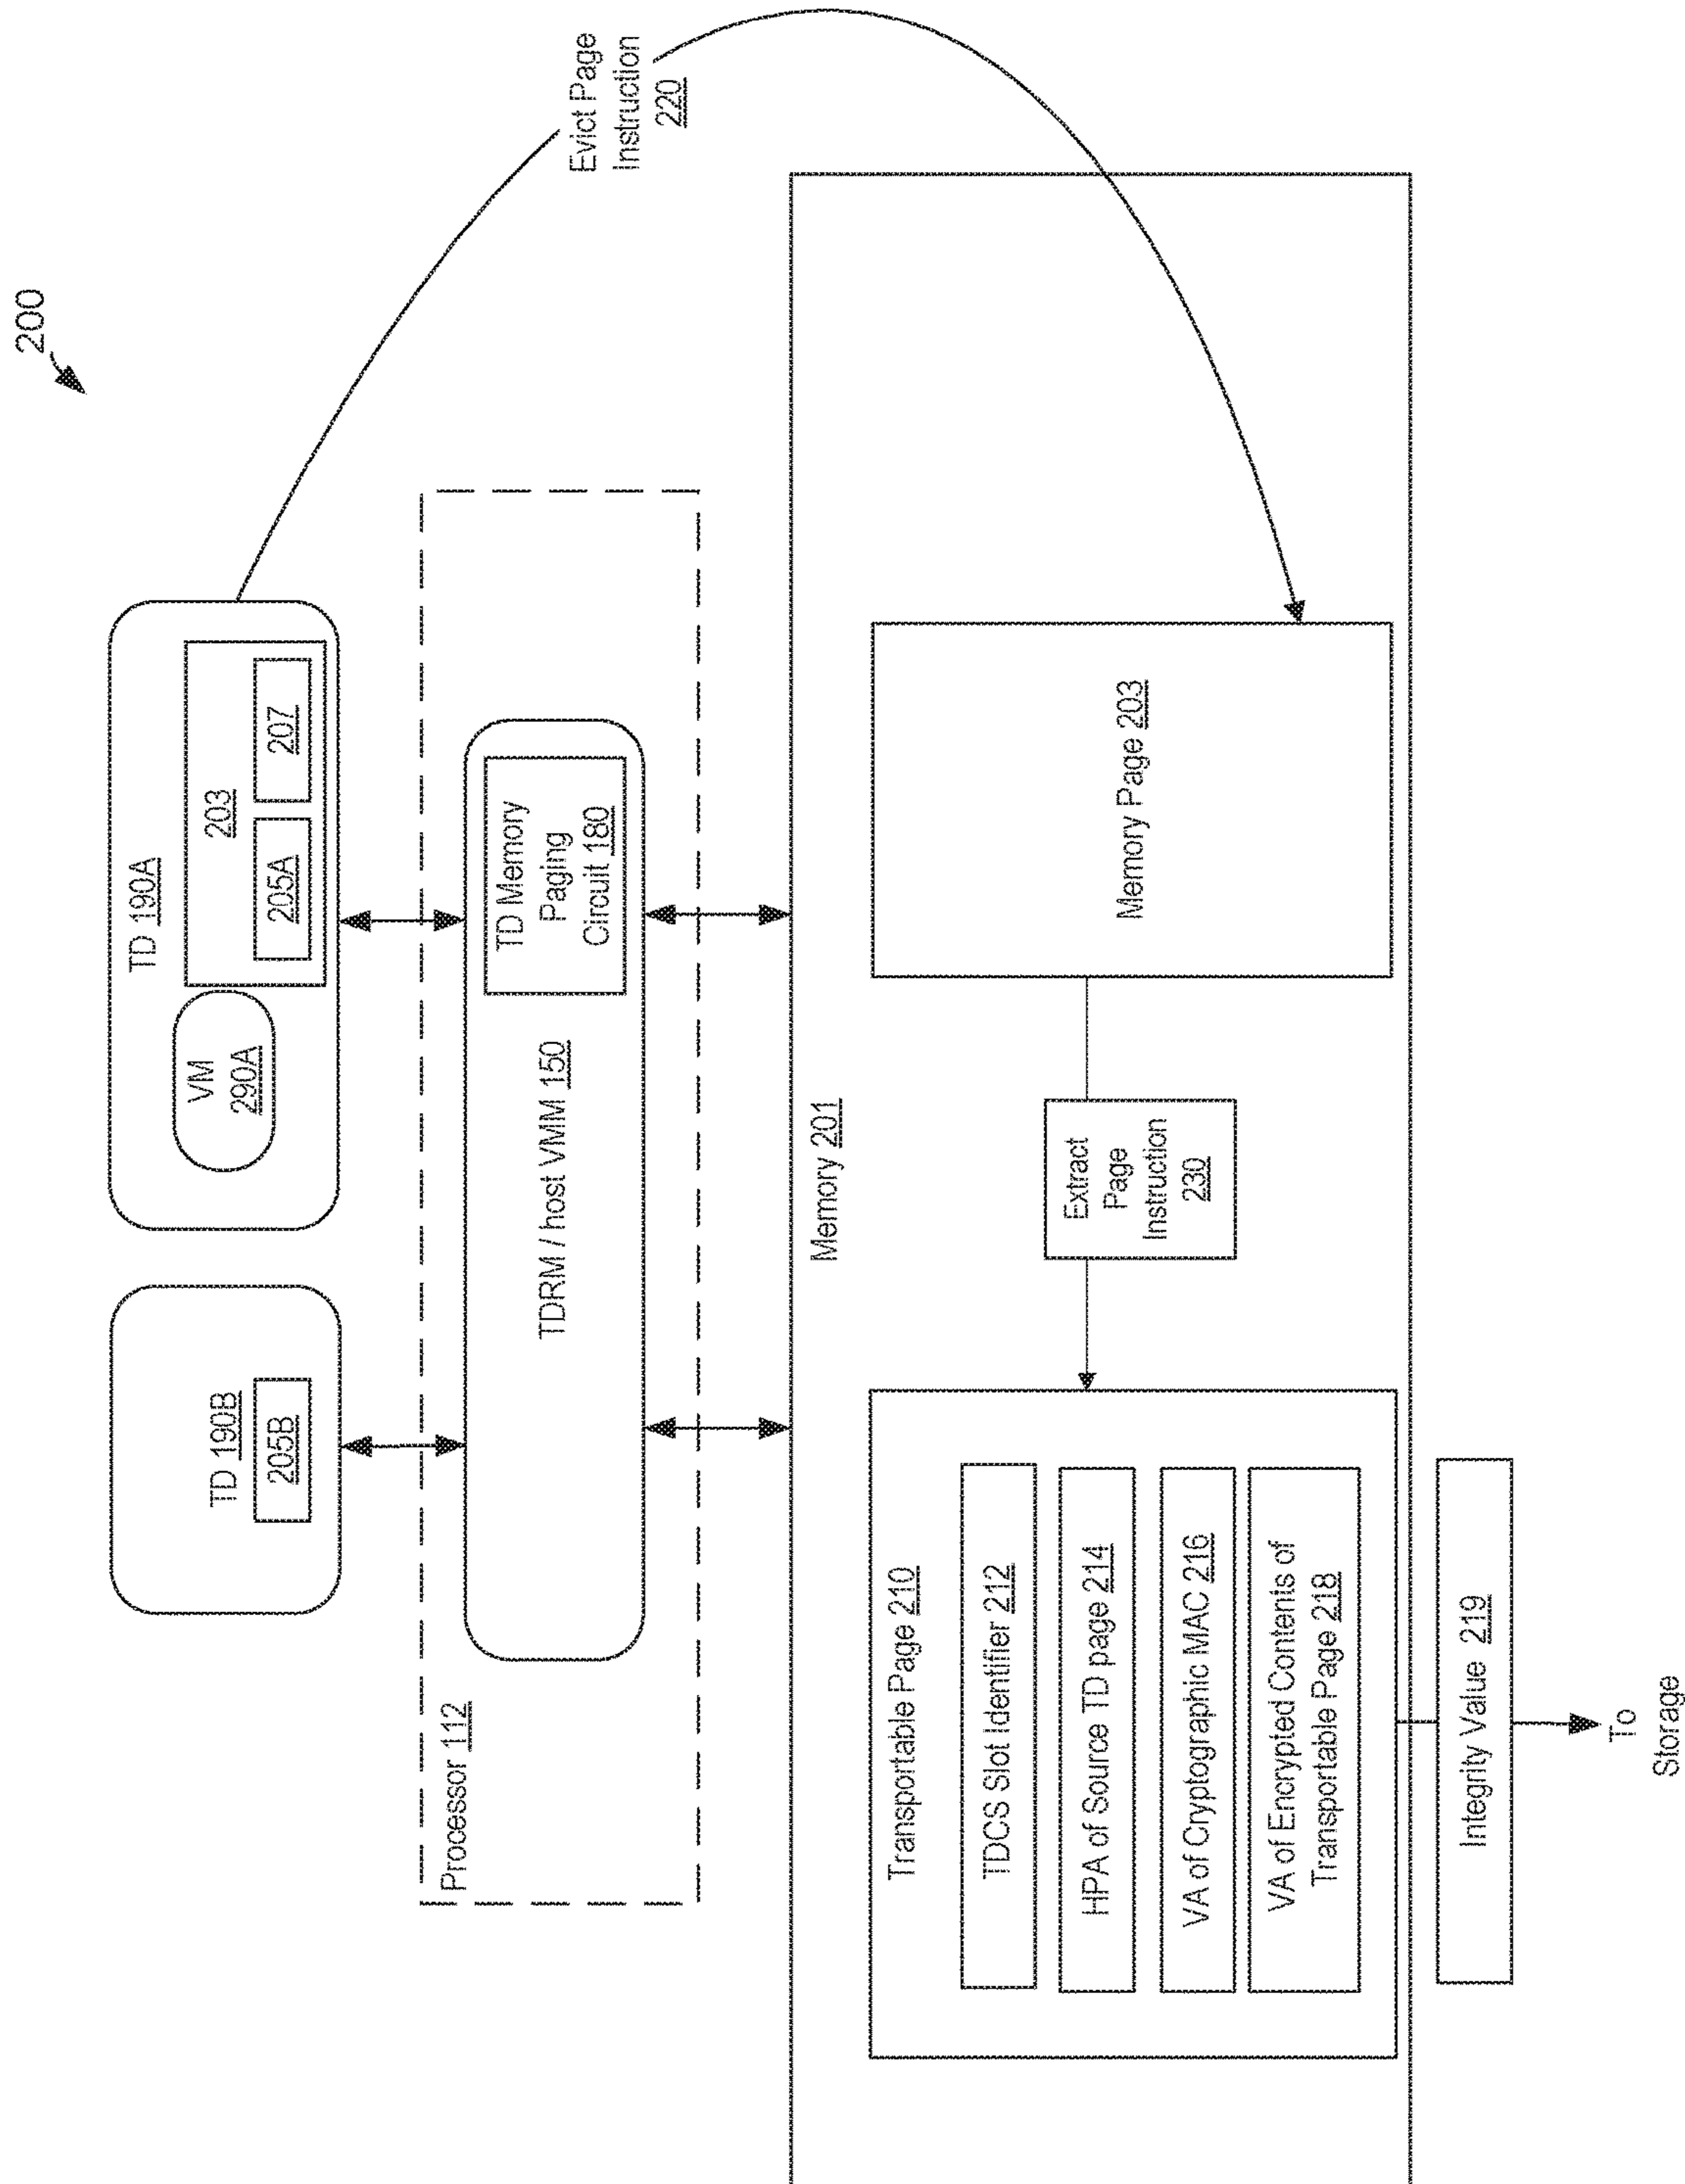 200
TD 190B
205B
TD 190A
VM
290A
203
205A
207
Evict Page
Instruction
220
Processor 112
TDRM / host VMM 150
TD Memory
Paging
Circuit 180
Memory 201
Transportable Page 210
TDCS Slot Identifier 212
HPA of Source TD page 214
VA of Cryptographic MAC 216
VA of Encrypted Contents of
Transportable Page 218
Extract
Page
Instruction
230
Memory Page 203
Integrity Value 219
To
Storage